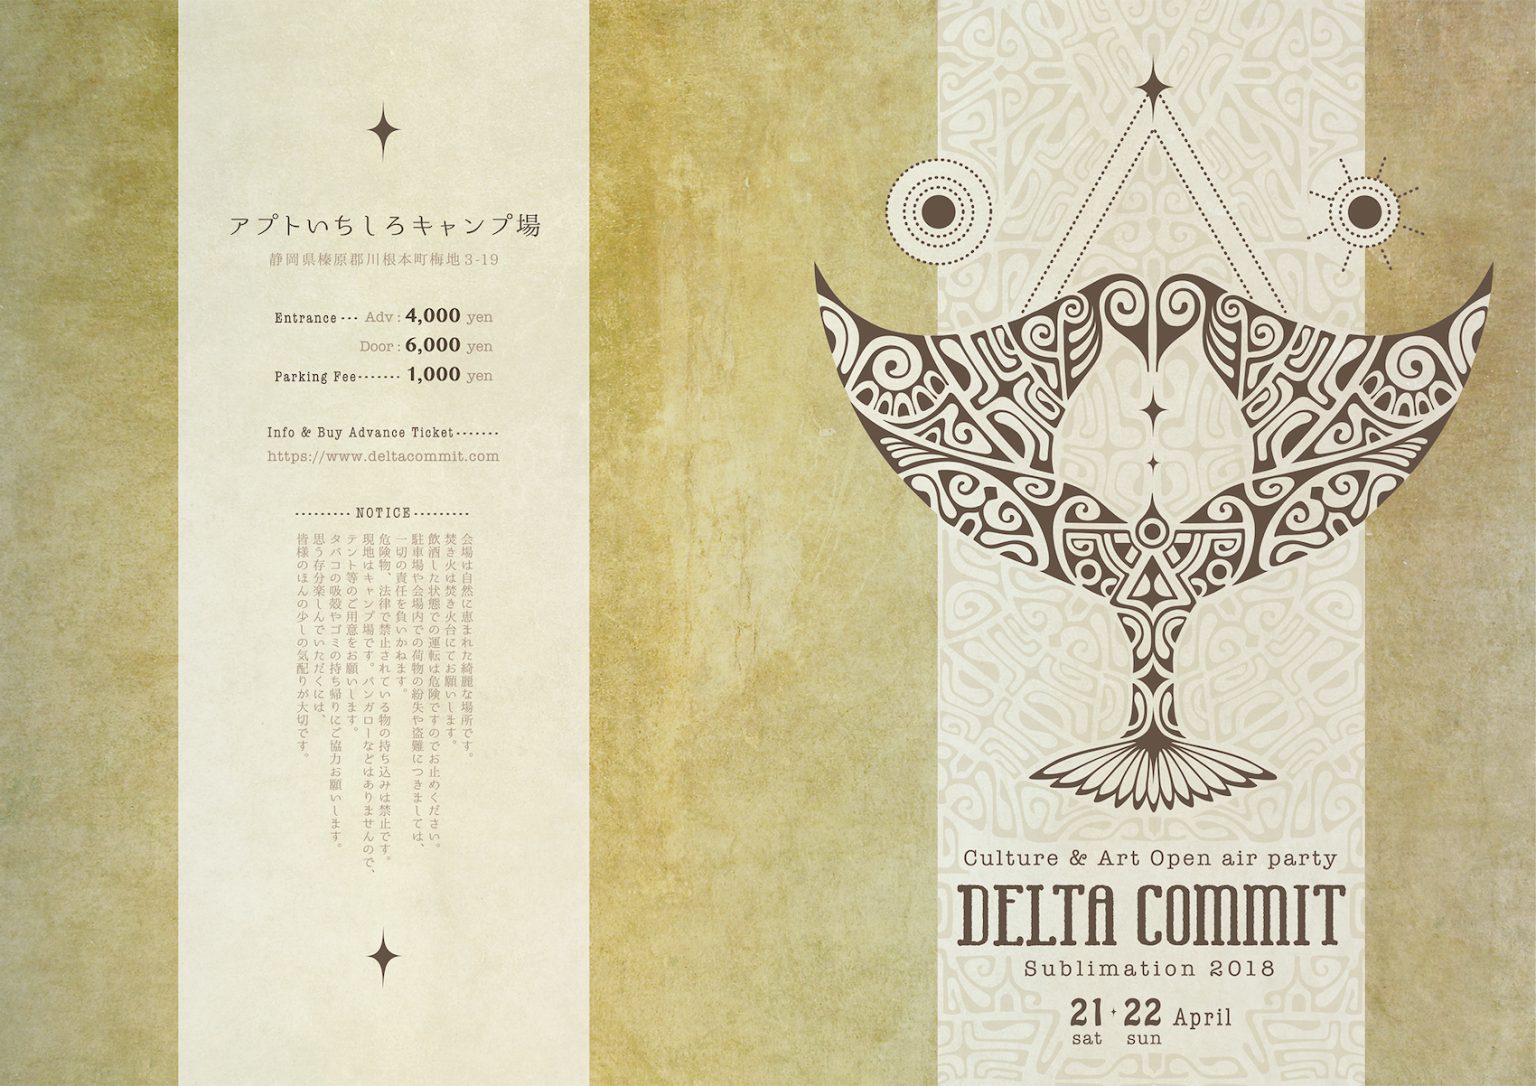 アプトいちしろキャンプ場
静岡県榛原郡川根本町梅地3-19
Entrance --- Adv : 4,000 yen
Door : 6,000 yen
Parking Fee------- 1,000 yen
Info & Buy Advance Ticket-------
https://www.deltacommit.com
--------- NOTICE ---------
会場は自然に恵まれた綺麗な場所です。
焚き火は焚き火台にてお願いします。
飲酒した状態での運転は危険ですのでお止めください。
駐車場や会場内での荷物の紛失や盗難につきましては、
一切の責任を負いかねます。
危険物、法律で禁止されている物の持ち込みは禁止です。
現地はキャンプ場です。バンガローなどはありませんので、
テント等のご用意をお願いします。
タバコの吸殻やゴミの持ち帰りにご協力お願いします。
思う存分楽しんでいただくには、
皆様のほんの少しの気配りが大切です。
Culture & Art Open air party
DELTA COMMIT
Sublimation 2018
21 22 April
sat sun